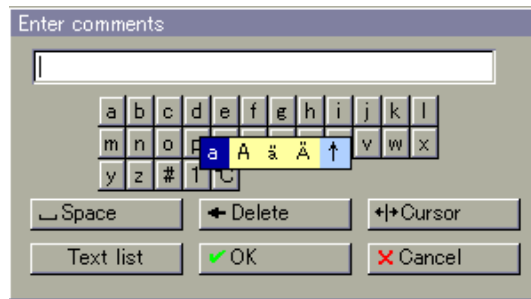 Enter comments
a b c d e f g h i j k l
m n o p a A ä Ä ↑ v w x
y z # 1 °C
Space Delete Cursor
Text list OK Cancel